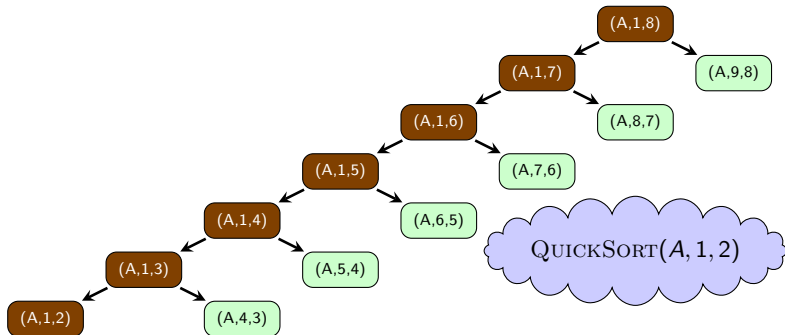 (A,1,8)
(A,1,7)
(A,9,8)
(A,1,6)
(A,8,7)
(A,1,5)
(A,7,6)
(A,1,4)
(A,6,5)
QUICKSORT(A, 1, 2)
(A,1,3)
(A,5,4)
(A,1,2)
(A,4,3)